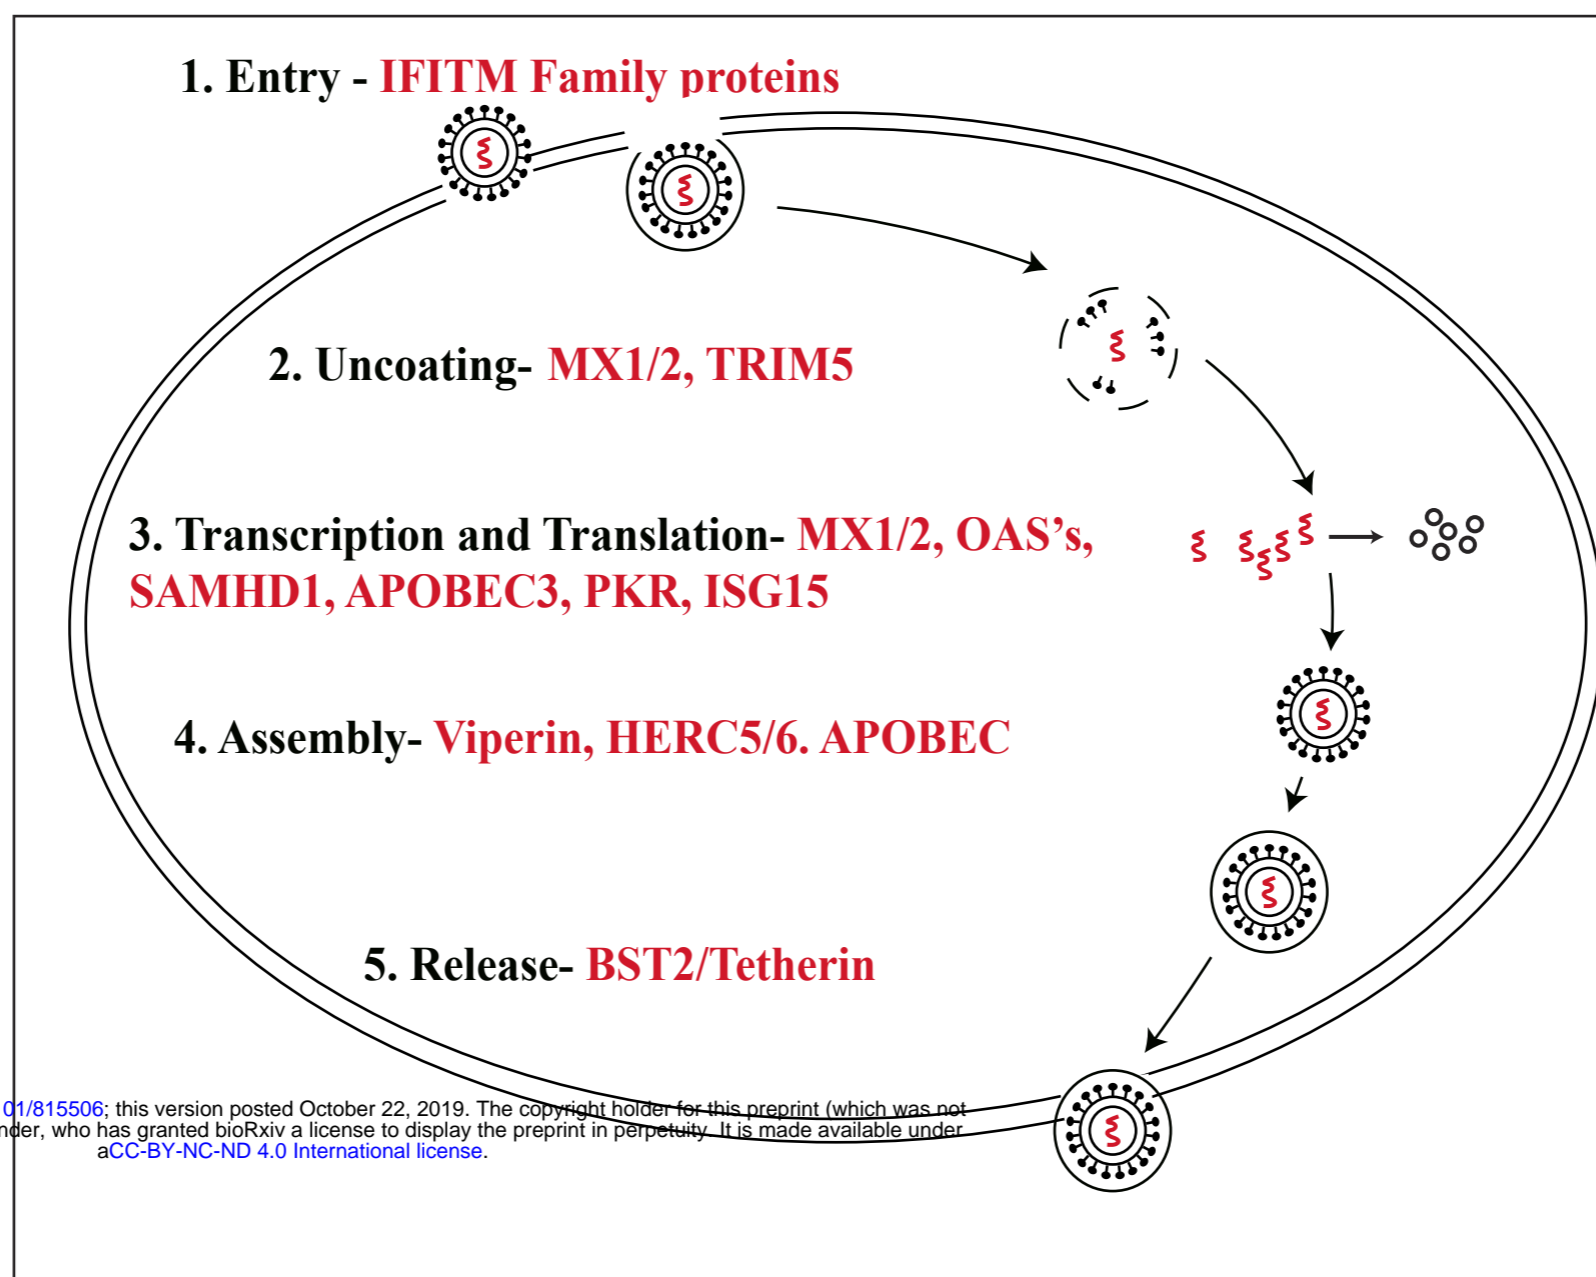 1. Entry - IFITM Family proteins
2. Uncoating- MX1/2, TRIM5
3. Transcription and Translation- MX1/2, OAS's,
SAMHD1, APOBEC3, PKR, ISG15
4. Assembly- Viperin, HERC5/6. APOBEC
5. Release- BST2/Tetherin
01/815506; this version posted October 22, 2019. The copyright holder for this preprint (which was not
nder, who has granted bioRxiv a license to display the preprint in perpetuity. It is made available under
aCC-BY-NC-ND 4.0 International license.